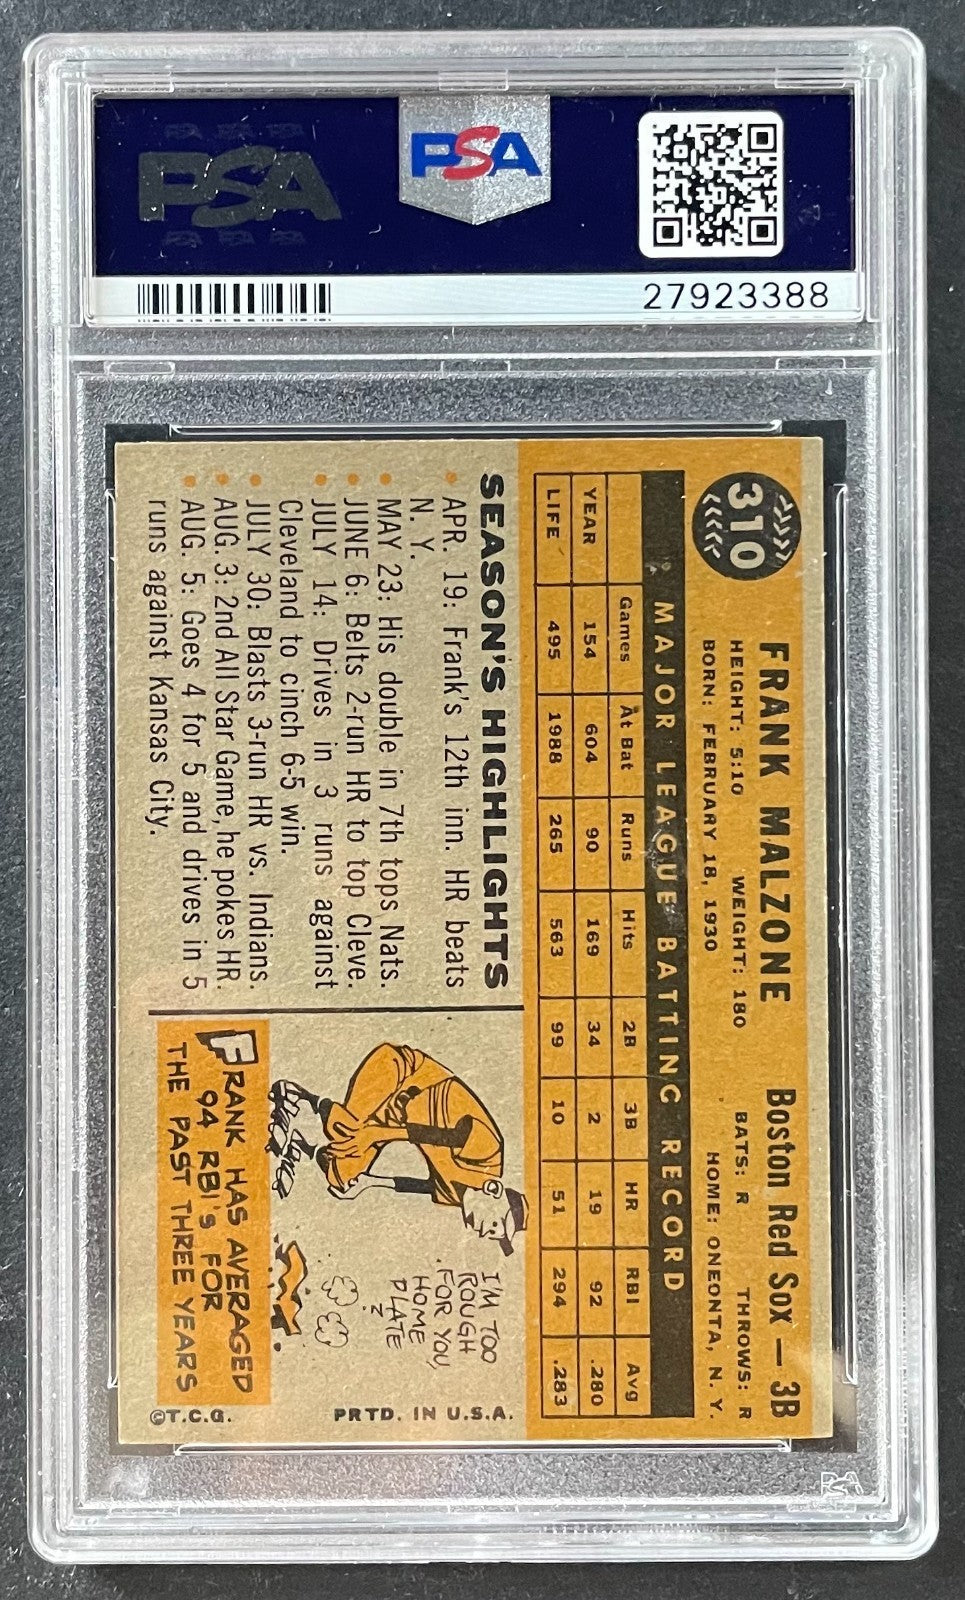 PSA
PSA
27923388
310
FRANK MALZONE Boston Red Sox — 3B
HEIGHT: 5:10 WEIGHT: 180 BATS: R THROWS: R
BORN: FEBRUARY 18, 1930 HOME: ONEONTA, N. Y.
MAJOR LEAGUE BATTING RECORD
Games At Bat Runs Hits 2B 3B HR RBI Avg
YEAR 154 604 90 169 34 2 19 92 .280
LIFE 495 1988 265 563 99 10 51 294 .283
SEASON'S HIGHLIGHTS
APR. 19: Frank's 12th inn. HR beats
N. Y.
MAY 23: His double in 7th tops Nats.
JUNE 6: Belts 2-run HR to top Cleve.
JULY 14: Drives in 3 runs against
Cleveland to cinch 6-5 win.
JULY 30: Blasts 3-run HR vs. Indians.
AUG. 3: 2nd All Star Game, he pokes HR.
AUG. 5: Goes 4 for 5 and drives in 5
runs against Kansas City.
I'M TOO
ROUGH
FOR YOU,
HOME
PLATE
FRANK HAS AVERAGED
94 RBI'S FOR
THE PAST THREE YEARS
PRTD. IN U.S.A.
©T.C.G.